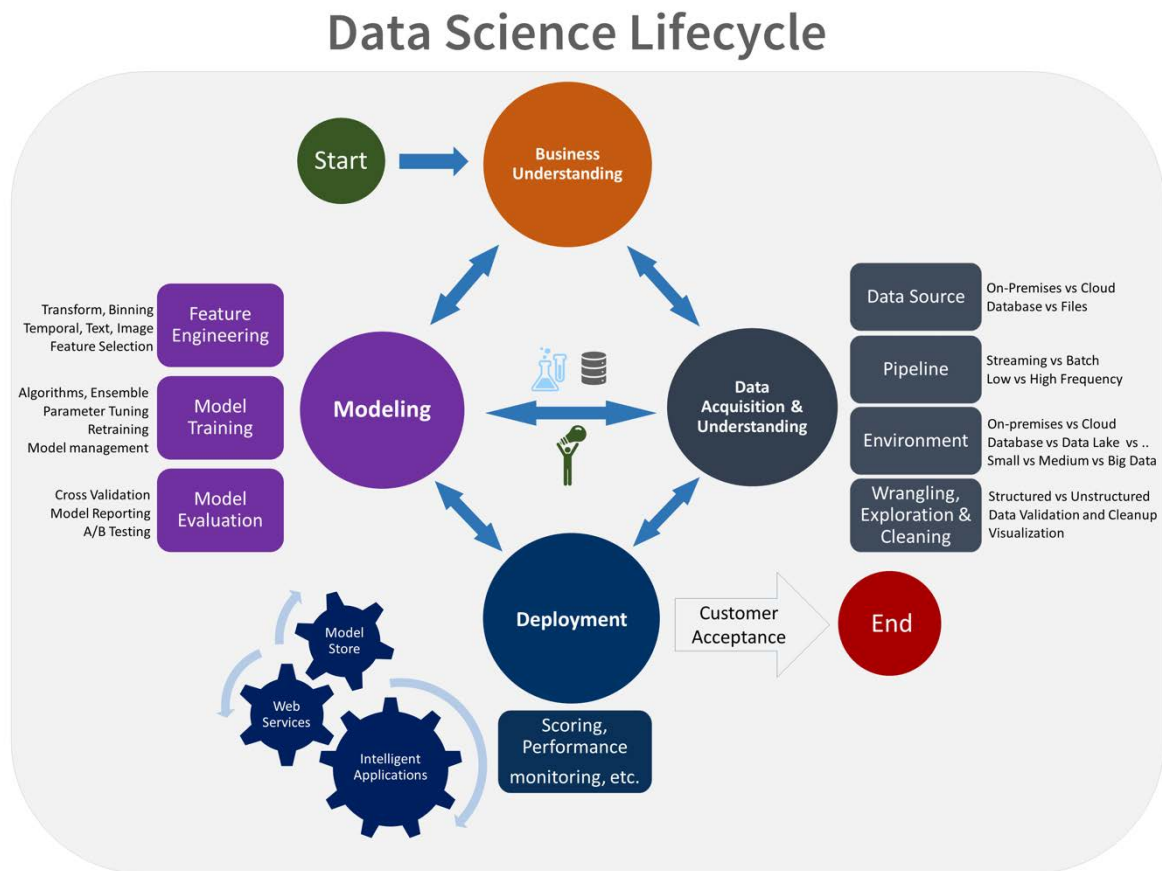 Data Science Lifecycle
Start
Business
Understanding
Transform, Binning
Temporal, Text, Image
Feature Selection
Feature
Engineering
Algorithms, Ensemble
Parameter Tuning
Retraining
Model management
Model
Training
Cross Validation
Model Reporting
A/B Testing
Model
Evaluation
Modeling
Data
Acquisition &
Understanding
Data Source
On-Premises vs Cloud
Database vs Files
Pipeline
Streaming vs Batch
Low vs High Frequency
Environment
On-premises vs Cloud
Database vs Data Lake vs ..
Small vs Medium vs Big Data
Wrangling,
Exploration &
Cleaning
Structured vs Unstructured
Data Validation and Cleanup
Visualization
Deployment
Customer
Acceptance
End
Model
Store
Web
Services
Intelligent
Applications
Scoring,
Performance
monitoring, etc.